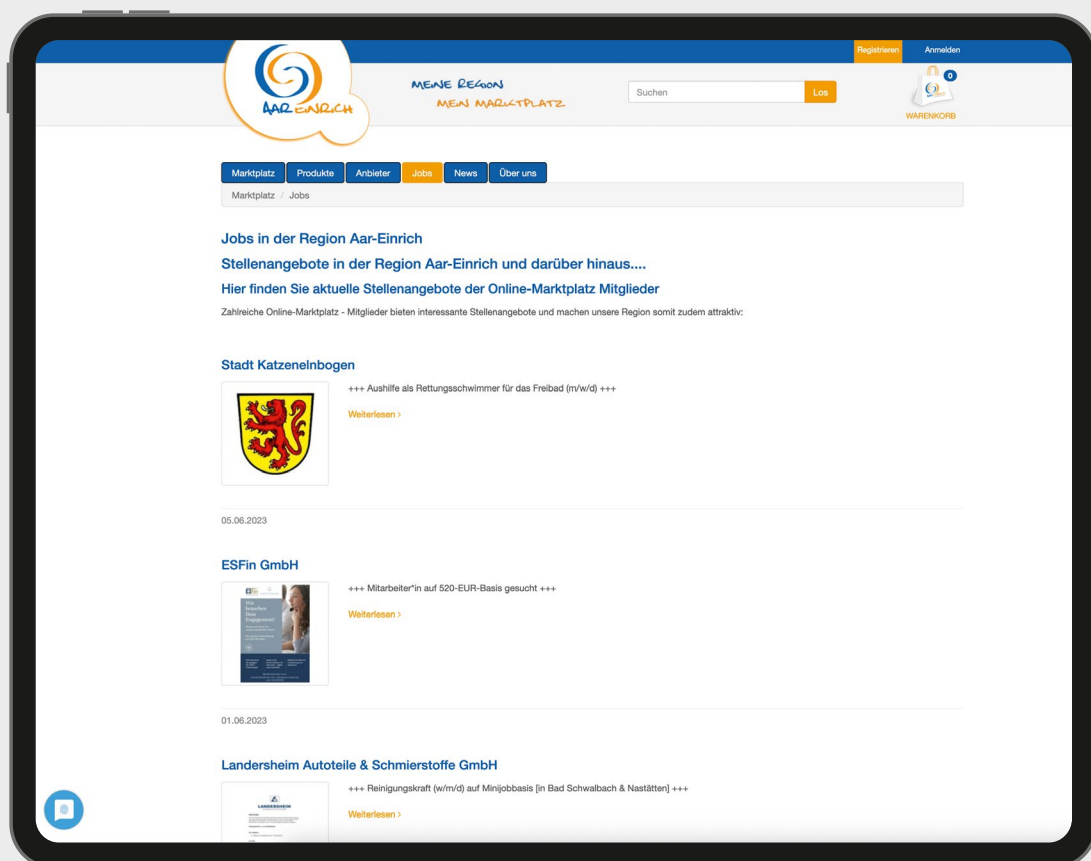 Registrieren Anmelden
AAR EINRICH
MEINE REGION
MEIN MARKTPLATZ
Suchen Los
0
WARENKORB
Marktplatz Produkte Anbieter Jobs News Über uns
Marktplatz / Jobs
Jobs in der Region Aar-Einrich
Stellenangebote in der Region Aar-Einrich und darüber hinaus....
Hier finden Sie aktuelle Stellenangebote der Online-Marktplatz Mitglieder
Zahlreiche Online-Marktplatz - Mitglieder bieten interessante Stellenangebote und machen unsere Region somit zudem attraktiv:
Stadt Katzenelnbogen
+++ Aushilfe als Rettungsschwimmer für das Freibad (m/w/d) +++
Weiterlesen ›
05.06.2023
ESFin GmbH
+++ Mitarbeiter*in auf 520-EUR-Basis gesucht +++
Weiterlesen ›
Wir
brauchen
Dein
Engagement!
01.06.2023
Landersheim Autoteile & Schmierstoffe GmbH
+++ Reinigungskraft (w/m/d) auf Minijobbasis [in Bad Schwalbach & Nastätten] +++
LANDERSHEIM
Weiterlesen ›